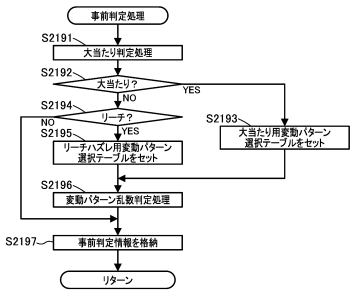 事前判定処理
S2191
大当たり判定処理
S2192
大当たり？
YES
NO
S2194
リーチ？
NO
YES
S2193
大当たり用変動パターン
選択テーブルをセット
S2195
リーチハズレ用変動パターン
選択テーブルをセット
S2196
変動パターン乱数判定処理
S2197
事前判定情報を格納
リターン